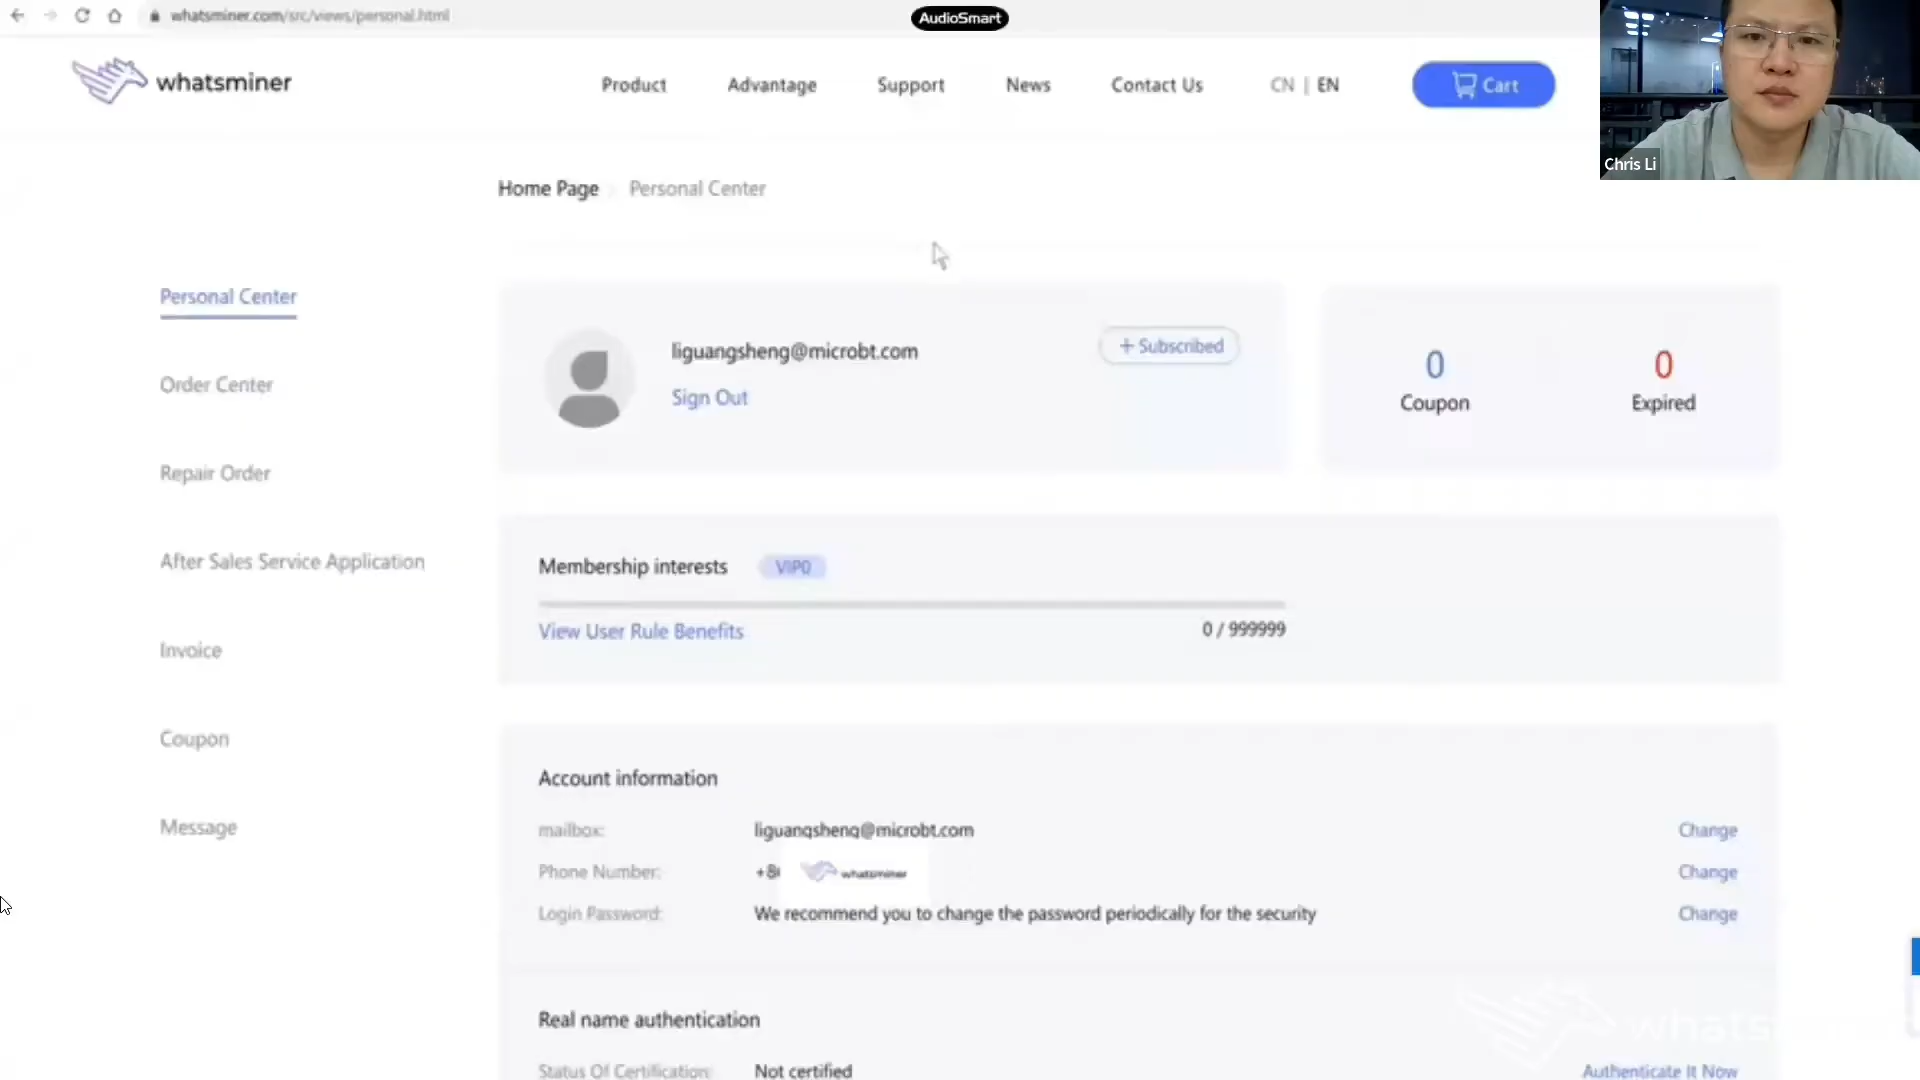 whatsminer.com/src/views/personal.html
AudioSmart
whatsminer
Product
Advantage
Support
News
Contact Us
CN | EN
Cart
Chris Li
Home Page
Personal Center
Personal Center
Order Center
Repair Order
After Sales Service Application
Invoice
Coupon
Message
liguangsheng@microbt.com
+ Subscribed
Sign Out
0
Coupon
0
Expired
Membership interests
VIP0
View User Rule Benefits
0 / 999999
Account information
mailbox:
liguangsheng@microbt.com
Change
Phone Number:
+86
whatsminer
Change
Login Password:
We recommend you to change the password periodically for the security
Change
Real name authentication
Status Of Certification:
Not certified
Authenticate It Now